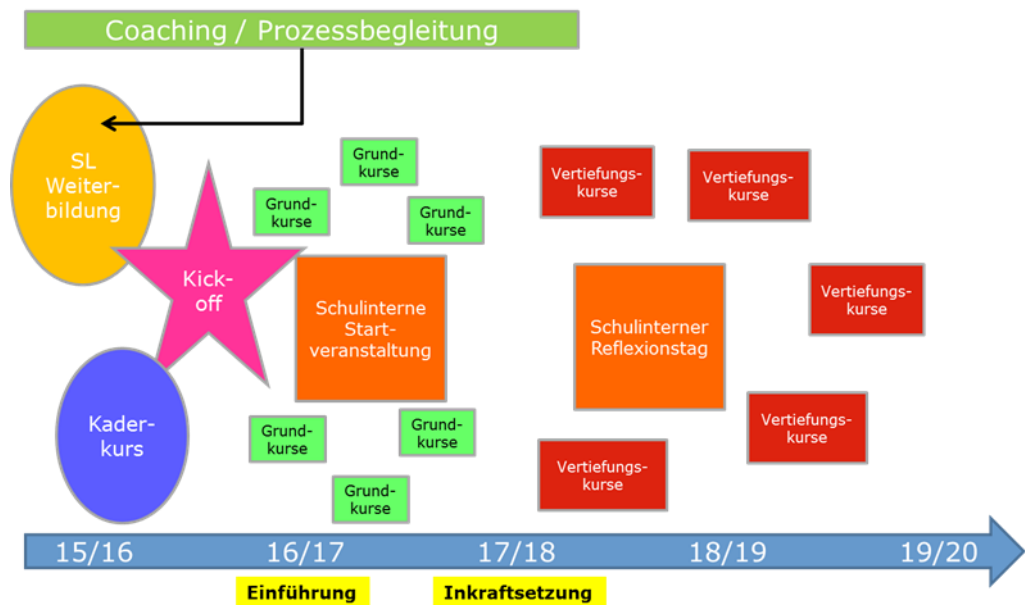 Coaching / Prozessbegleitung
SL
Weiter-
bildung
Kick-
off
Kader-
kurs
Grund-
kurse
Grund-
kurse
Grund-
kurse
Schulinterne
Start-
veranstaltung
Grund-
kurse
Grund-
kurse
Grund-
kurse
Vertiefungs-
kurse
Vertiefungs-
kurse
Schulinterner
Reflexionstag
Vertiefungs-
kurse
Vertiefungs-
kurse
Vertiefungs-
kurse
15/16 16/17 17/18 18/19 19/20
Einführung Inkraftsetzung